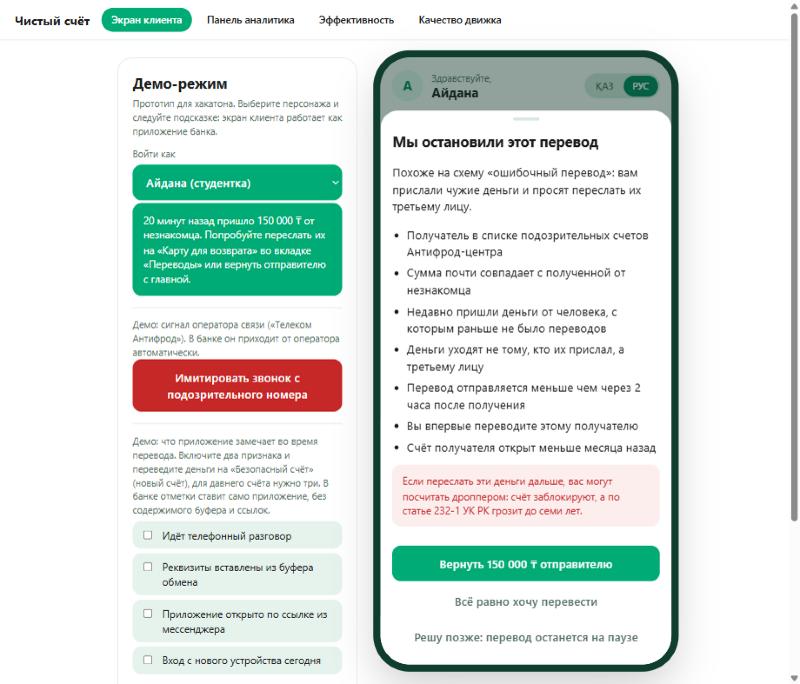 Чистый счёт
Экран клиента
Панель аналитика
Эффективность
Качество движка
Демо-режим
Прототип для хакатона. Выберите персонажа и
следуйте подсказке: экран клиента работает как
приложение банка.
Войти как
Айдана (студентка)
20 минут назад пришло 150 000 ₸ от
незнакомца. Попробуйте переслать их
на «Карту для возврата» во вкладке
«Переводы» или вернуть отправителю
с главной.
Демо: сигнал оператора связи («Телеком
Антифрод»). В банке он приходит от оператора
автоматически.
Имитировать звонок с
подозрительного номера
Демо: что приложение замечает во время
перевода. Включите два признака и
переведите деньги на «Безопасный счёт»
(новый счёт), для давнего счёта нужно три. В
банке отметки ставит само приложение, без
содержимого буфера и ссылок.
Идёт телефонный разговор
Реквизиты вставлены из буфера
обмена
Приложение открыто по ссылке из
мессенджера
Вход с нового устройства сегодня
А
Здравствуйте,
Айдана
ҚАЗ
РУС
Мы остановили этот перевод
Похоже на схему «ошибочный перевод»: вам
прислали чужие деньги и просят переслать их
третьему лицу.
• Получатель в списке подозрительных счетов
Антифрод-центра
• Сумма почти совпадает с полученной от
незнакомца
• Недавно пришли деньги от человека, с
которым раньше не было переводов
• Деньги уходят не тому, кто их прислал, а
третьему лицу
• Перевод отправляется меньше чем через 2
часа после получения
• Вы впервые переводите этому получателю
• Счёт получателя открыт меньше месяца назад
Если переслать эти деньги дальше, вас могут
посчитать дроппером: счёт заблокируют, а по
статье 232-1 УК РК грозит до семи лет.
Вернуть 150 000 ₸ отправителю
Всё равно хочу перевести
Решу позже: перевод останется на паузе